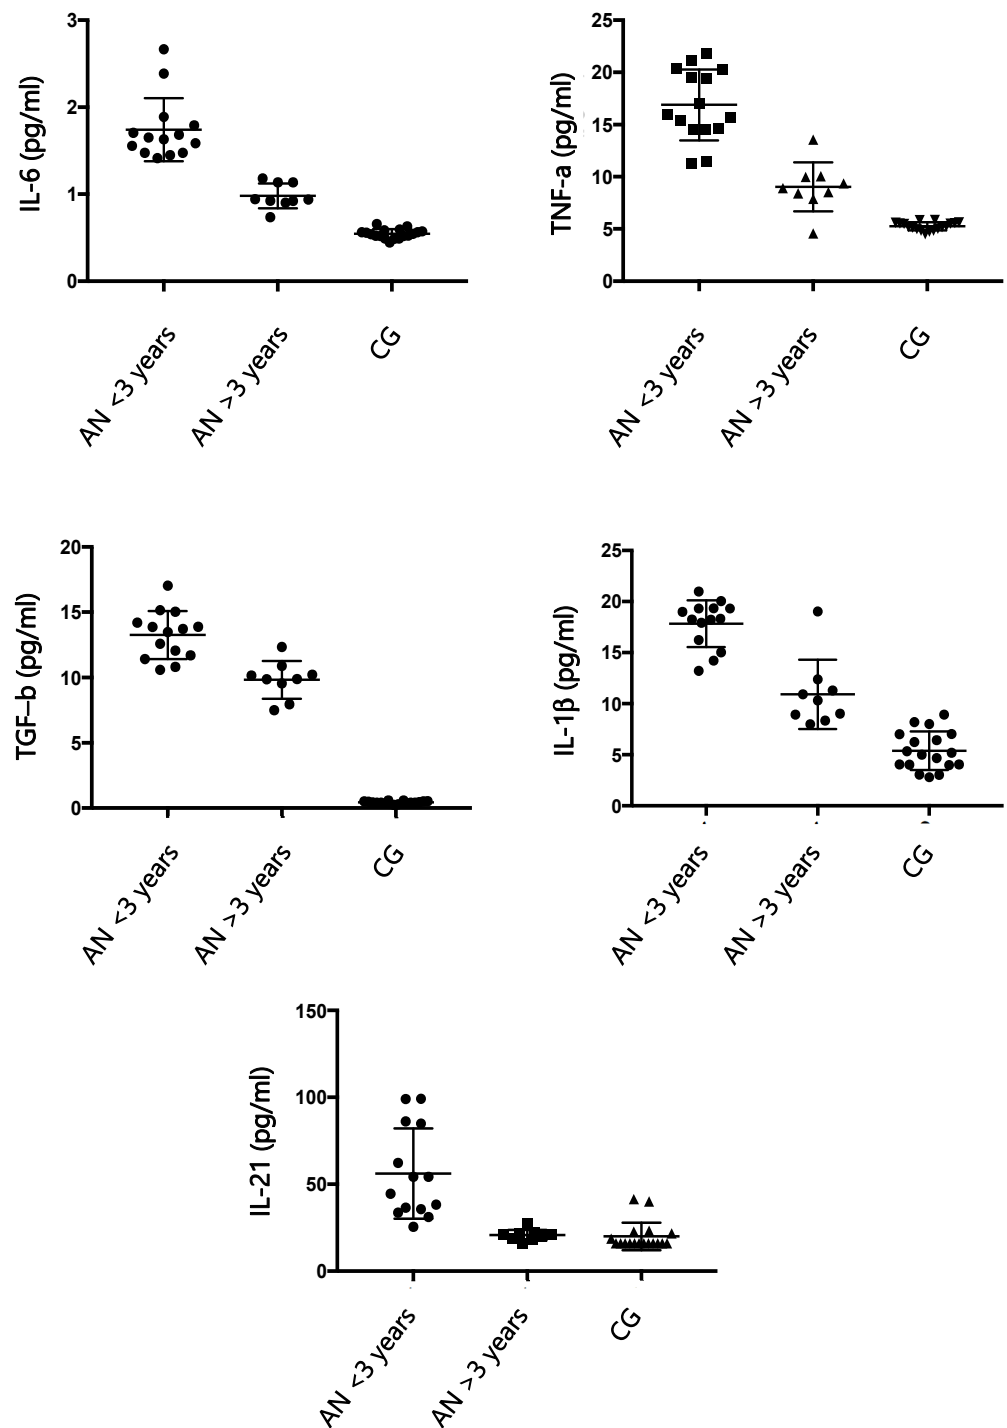 IL-6 (pg/ml)
3
2
1
0
AN <3 years
AN >3 years
CG
TNF-a (pg/ml)
25
20
15
10
5
0
AN <3 years
AN >3 years
CG
TGF–b (pg/ml)
20
15
10
5
0
AN <3 years
AN >3 years
CG
IL-1β (pg/ml)
25
20
15
10
5
0
AN <3 years
AN >3 years
CG
IL-21 (pg/ml)
150
100
50
0
AN <3 years
AN >3 years
CG